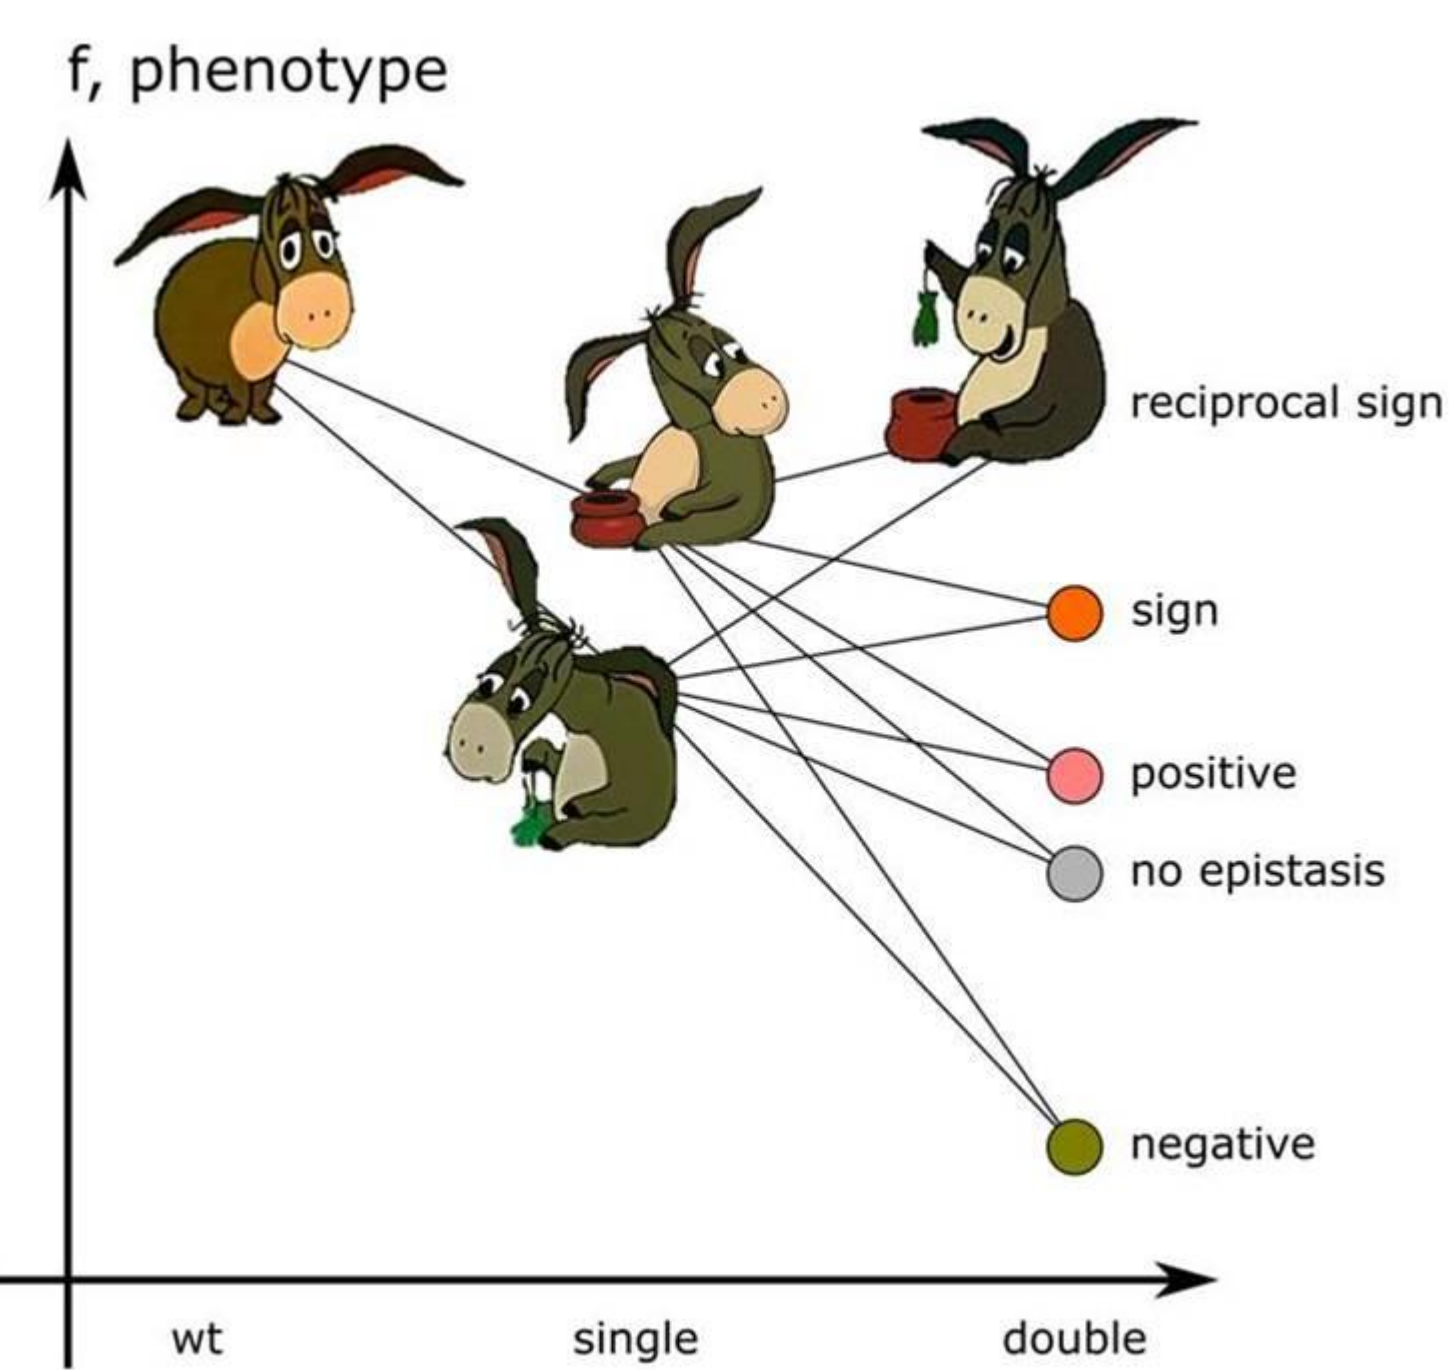 f, phenotype
reciprocal sign
sign
positive
no epistasis
negative
wt
single
double